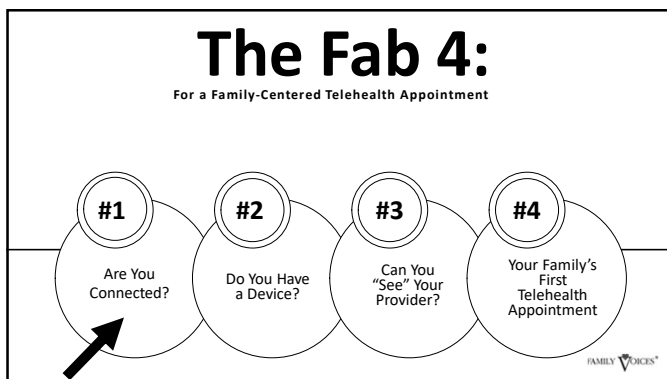 The Fab 4:
For a Family-Centered Telehealth Appointment
#1
Are You
Connected?
#2
Do You Have
a Device?
#3
Can You
“See” Your
Provider?
#4
Your Family’s
First
Telehealth
Appointment
FAMILY VOICES®